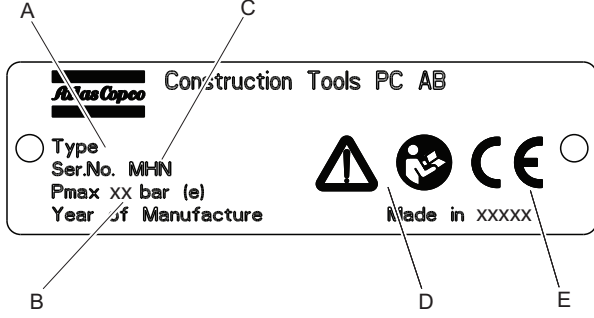 A
C
Atlas Copco
Construction Tools PC AB
Type
Ser.No. MHN
Pmax xx bar (e)
Year of Manufacture
Made in xxxxx
CE
B
D
E